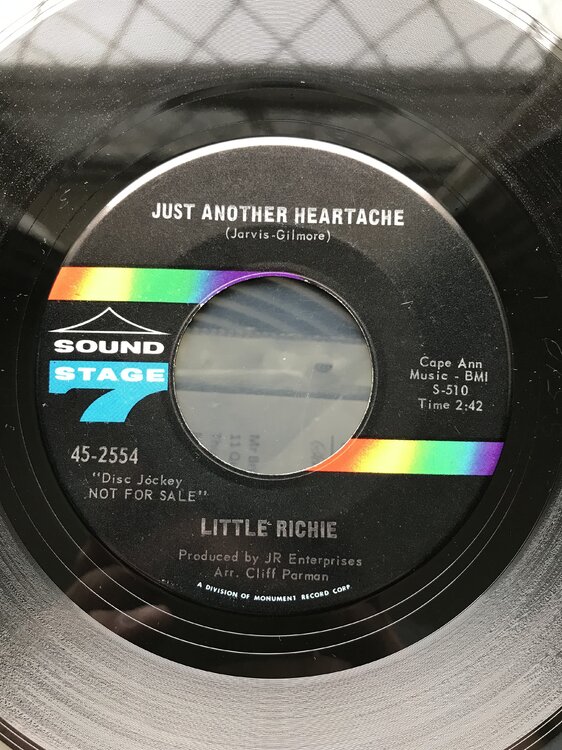 JUST ANOTHER HEARTACHE
(Jarvis-Gilmore)
SOUND
STAGE
7
Cape Ann
Music - BMI
S-510
Time 2:42
45-2554
"Disc Jockey
NOT FOR SALE"
LITTLE RICHIE
Produced by JR Enterprises
Arr. Cliff Parman
A DIVISION OF MONUMENT RECORD CORP.